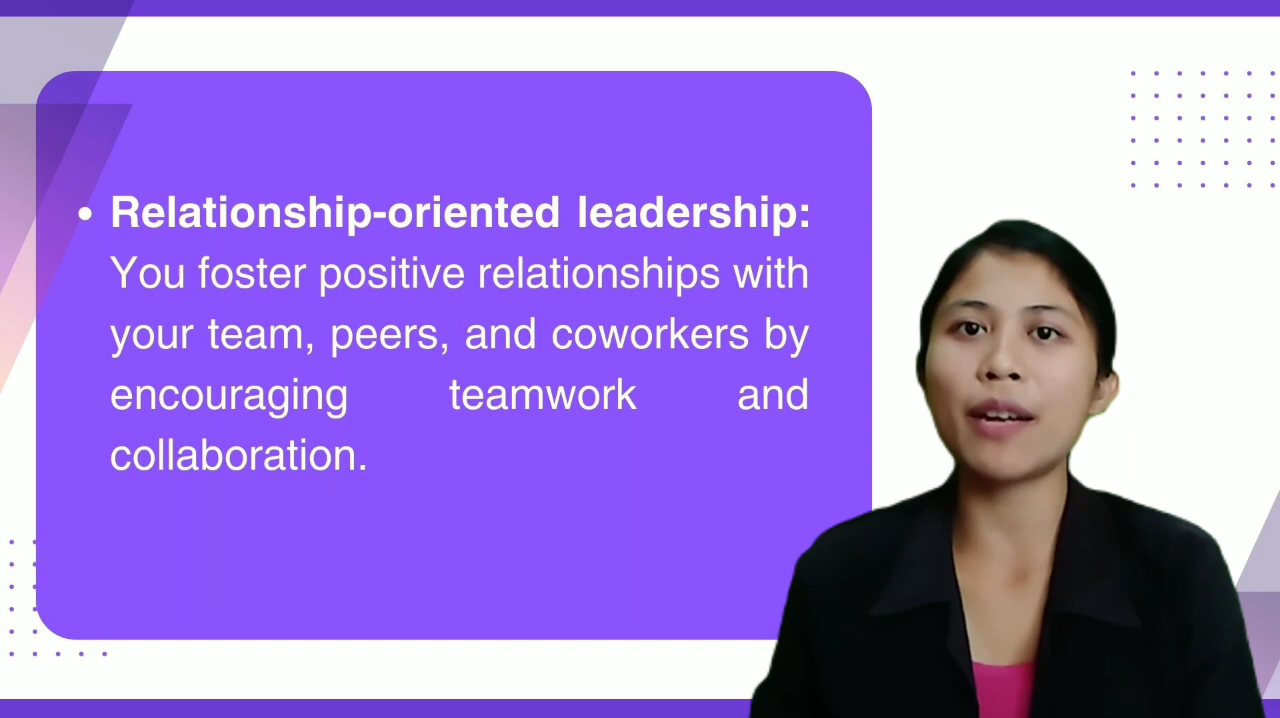 • Relationship-oriented leadership:
You foster positive relationships with
your team, peers, and coworkers by
encouraging teamwork and
collaboration.